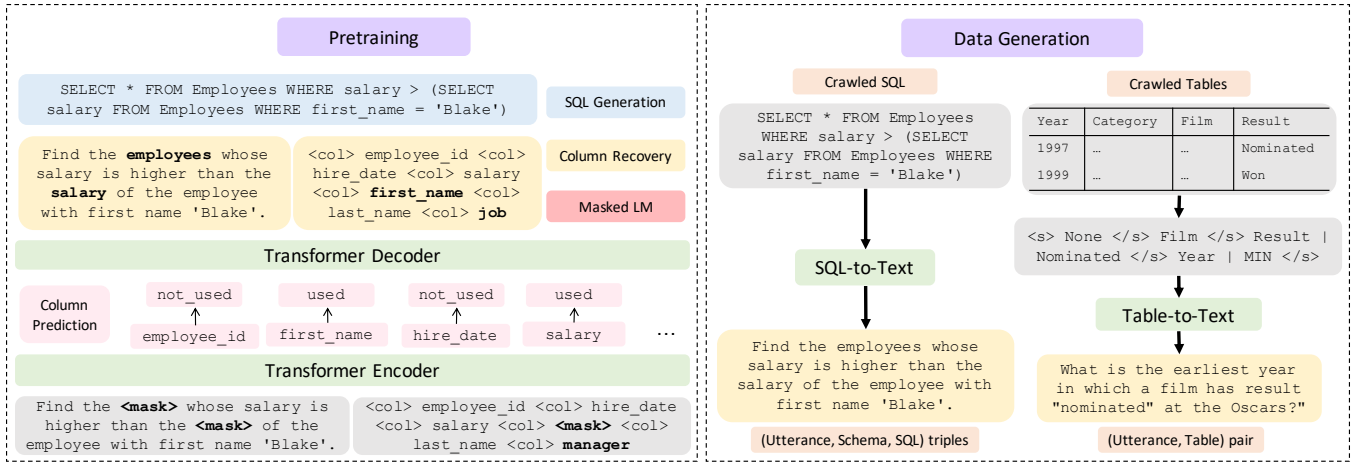 Pretraining
SELECT * FROM Employees WHERE salary > (SELECT
salary FROM Employees WHERE first_name = 'Blake')
SQL Generation
Find the employees whose
salary is higher than the
salary of the employee
with first name 'Blake'.
<col> employee_id <col>
hire_date <col> salary
<col> first_name <col>
last_name <col> job
Column Recovery
Masked LM
Transformer Decoder
Column
Prediction
not_used
used
not_used
used
employee_id
first_name
hire_date
salary
...
Transformer Encoder
Find the <mask> whose salary is
higher than the <mask> of the
employee with first name 'Blake'.
<col> employee_id <col> hire_date
<col> salary <col> <mask> <col>
last_name <col> manager
Data Generation
Crawled SQL
SELECT * FROM Employees
WHERE salary > (SELECT
salary FROM Employees WHERE
first_name = 'Blake')
SQL-to-Text
Find the employees whose
salary is higher than the
salary of the employee with
first name 'Blake'.
(Utterance, Schema, SQL) triples
Crawled Tables
Year Category Film Result
1997 … … Nominated
1999 … … Won
<s> None </s> Film </s> Result |
Nominated </s> Year | MIN </s>
Table-to-Text
What is the earliest year
in which a film has result
"nominated" at the Oscars?"
(Utterance, Table) pair